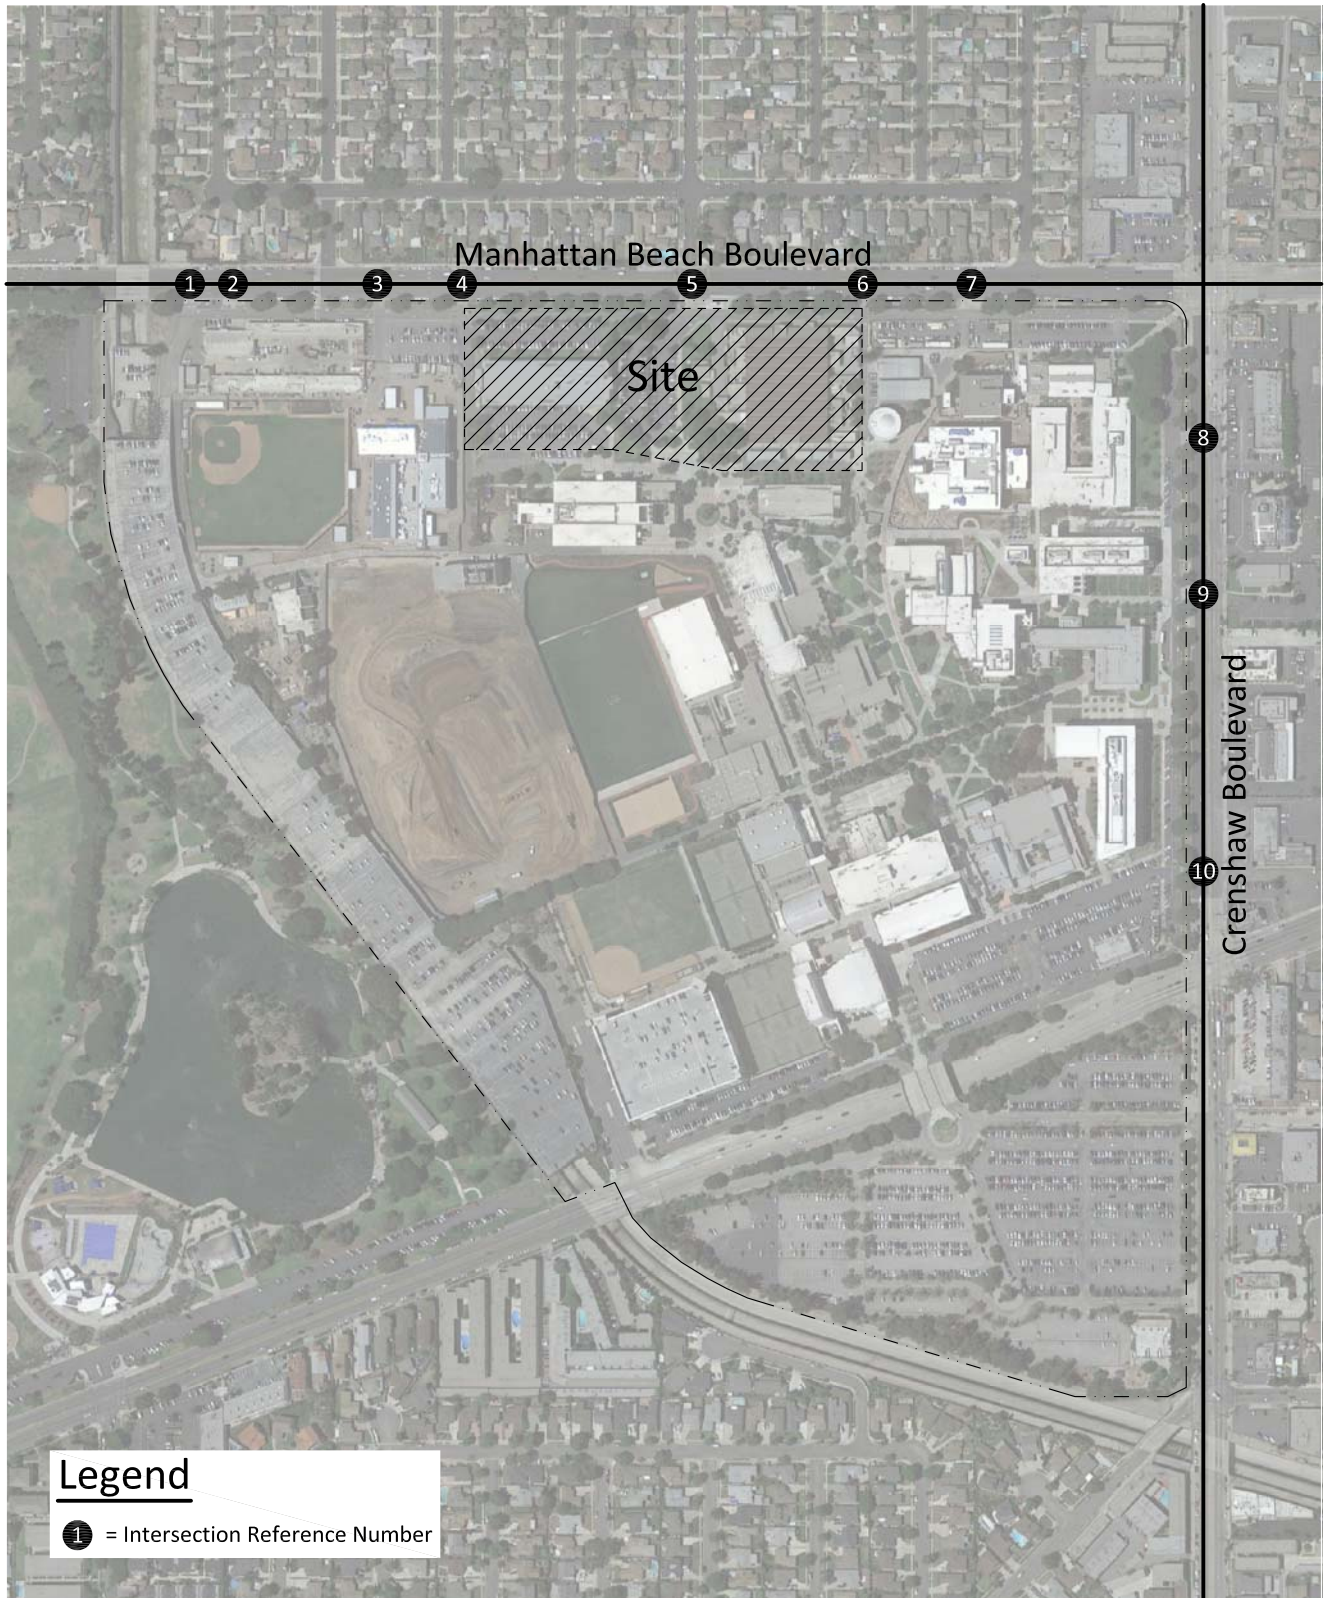 Manhattan Beach Boulevard
1 2 3 4 5 6 7
Site
8
9
Crenshaw Boulevard
10
Legend
1 = Intersection Reference Number